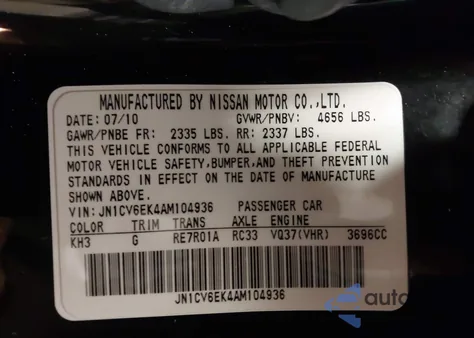 MANUFACTURED BY NISSAN MOTOR CO.,LTD.
DATE: 07/10 GVWR/PNBV: 4656 LBS.
GAWR/PNBE FR: 2335 LBS. RR: 2337 LBS.
THIS VEHICLE CONFORMS TO ALL APPLICABLE FEDERAL
MOTOR VEHICLE SAFETY,BUMPER,AND THEFT PREVENTION
STANDARDS IN EFFECT ON THE DATE OF MANUFACTURE
SHOWN ABOVE.
VIN: JN1CV6EK4AM104936 PASSENGER CAR
COLOR TRIM TRANS AXLE ENGINE
KH3 G RE7R01A RC33 VQ37(VHR) 3696CC
JN1CV6EK4AM104936